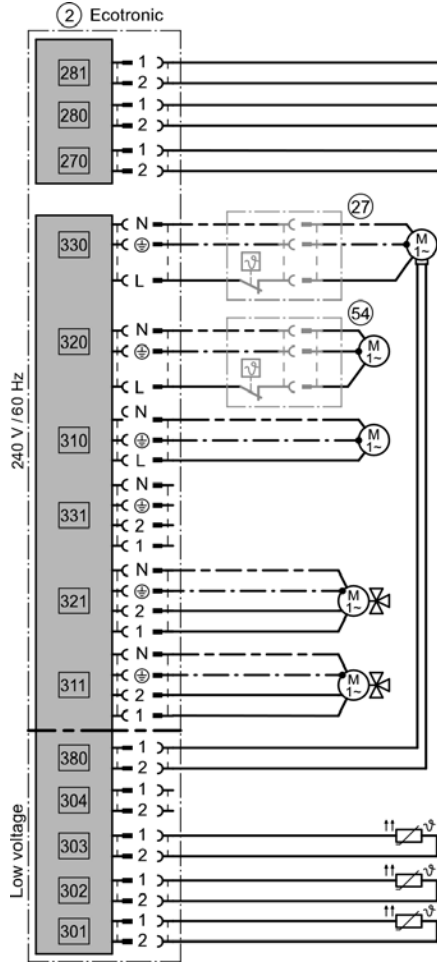 2 Ecotronic
281 1
2
280 1
2
270 1
2
240 V / 60 Hz
27
330 N
M
1~
ϑ
L
54
320 N
M
1~
ϑ
L
310 N
M
1~
L
331 N
2
1
321 N
M
1~
2
1
311 N
M
1~
2
1
Low voltage
380 1
2
304 1
2
303 1 ϑ
2
302 1 ϑ
2
301 1 ϑ
2